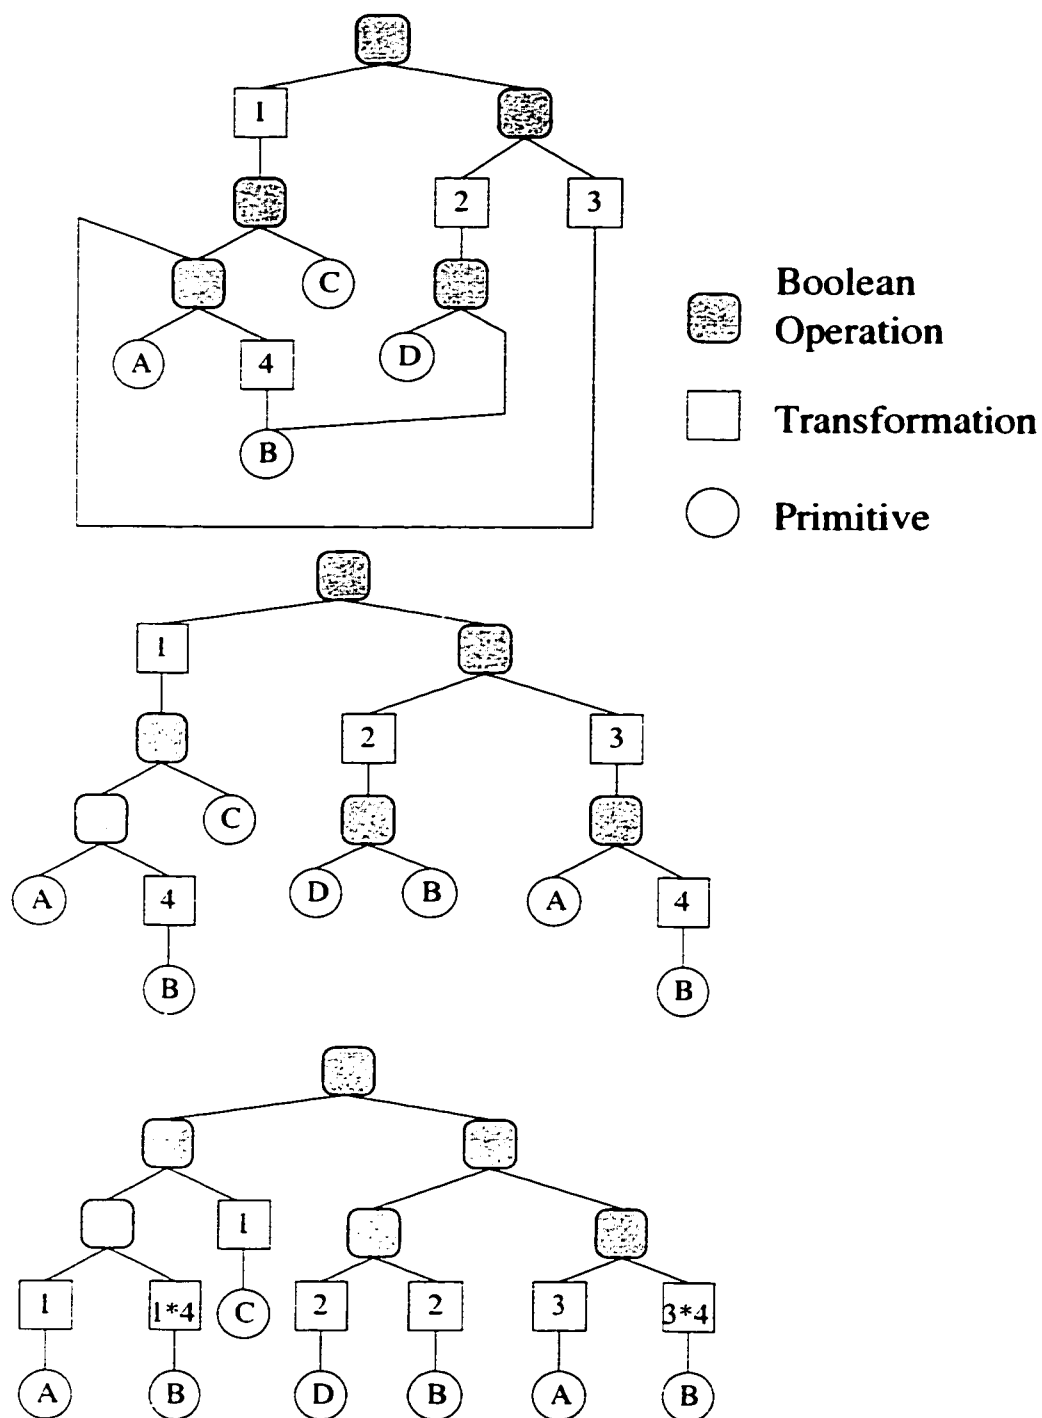 1
2 3
C
A 4 D
B
Boolean
Operation
Transformation
Primitive
1
2 3
C
D B
A 4 A 4
B B
1
1 1*4 C 2 2 3 3*4
A B D B A B